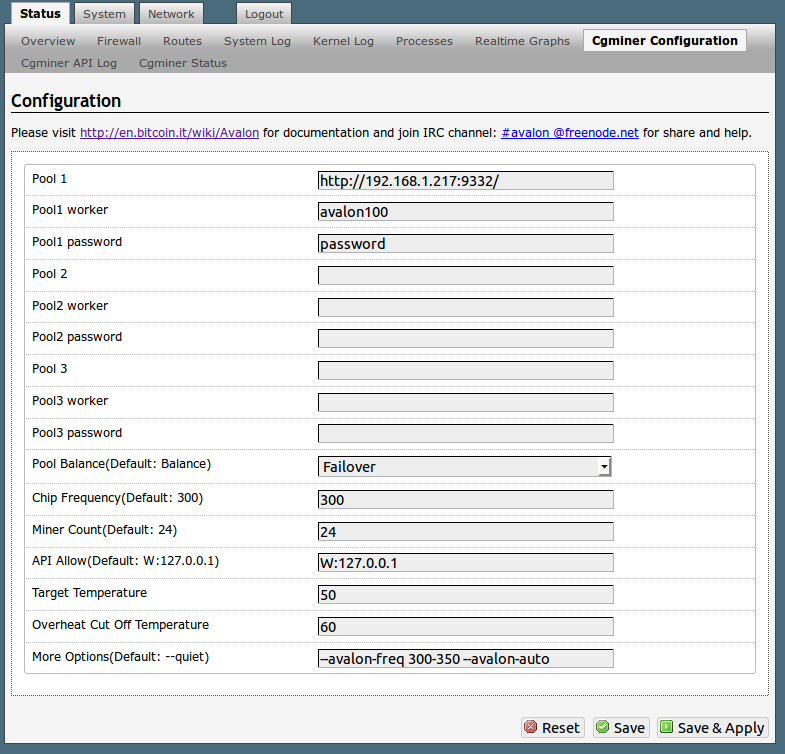 Status System Network Logout
Overview Firewall Routes System Log Kernel Log Processes Realtime Graphs Cgminer Configuration
Cgminer API Log Cgminer Status
Configuration
Please visit http://en.bitcoin.it/wiki/Avalon for documentation and join IRC channel: #avalon @freenode.net for share and help.
Pool 1 http://192.168.1.217:9332/
Pool1 worker avalon100
Pool1 password password
Pool 2
Pool2 worker
Pool2 password
Pool 3
Pool3 worker
Pool3 password
Pool Balance(Default: Balance) Failover
Chip Frequency(Default: 300) 300
Miner Count(Default: 24) 24
API Allow(Default: W:127.0.0.1) W:127.0.0.1
Target Temperature 50
Overheat Cut Off Temperature 60
More Options(Default: --quiet) --avalon-freq 300-350 --avalon-auto
Reset Save Save & Apply